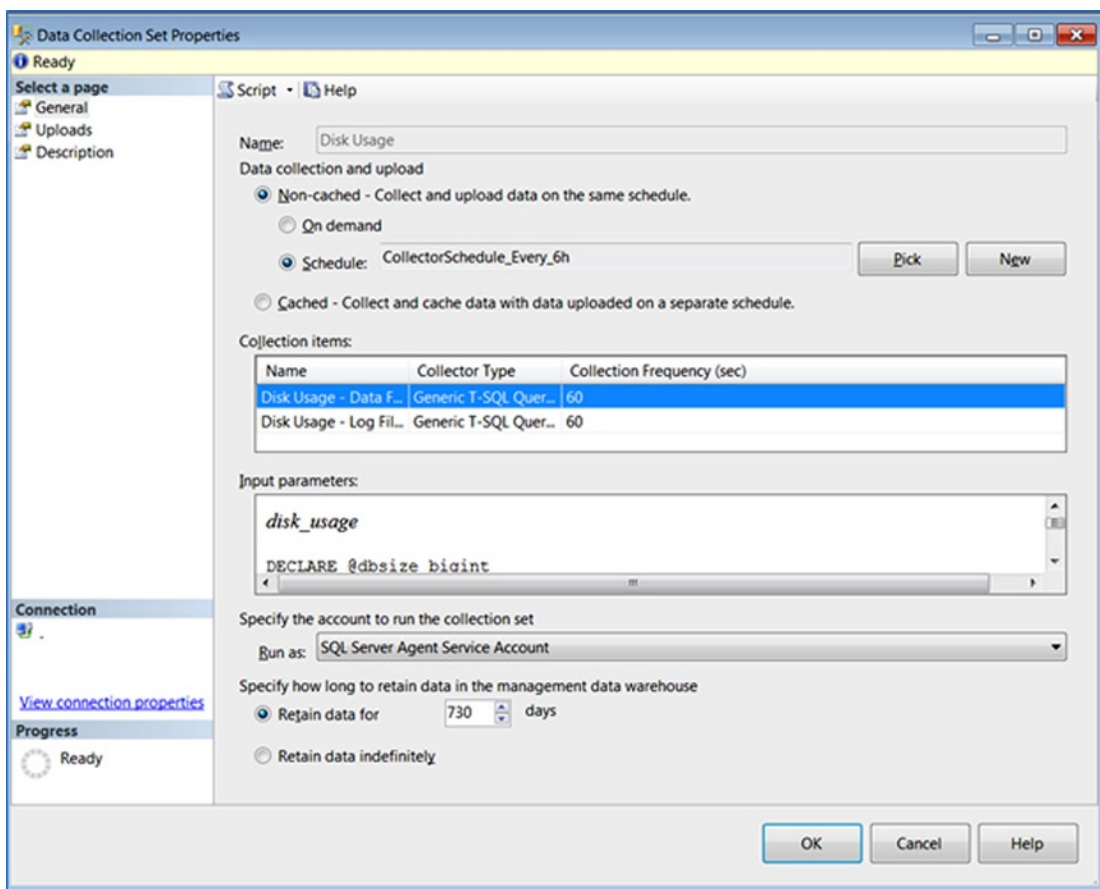 Data Collection Set Properties
Ready
Select a page
General
Uploads
Description
Connection
.
View connection properties
Progress
Ready
Script Help
Name: Disk Usage
Data collection and upload
Non-cached - Collect and upload data on the same schedule.
On demand
Schedule: CollectorSchedule_Every_6h Pick New
Cached - Collect and cache data with data uploaded on a separate schedule.
Collection items:
Name Collector Type Collection Frequency (sec)
Disk Usage - Data F... Generic T-SQL Quer... 60
Disk Usage - Log Fil... Generic T-SQL Quer... 60
Input parameters:
disk_usage
DECLARE @dbsize bigint
Specify the account to run the collection set
Run as: SQL Server Agent Service Account
Specify how long to retain data in the management data warehouse
Retain data for 730 days
Retain data indefinitely
OK Cancel Help